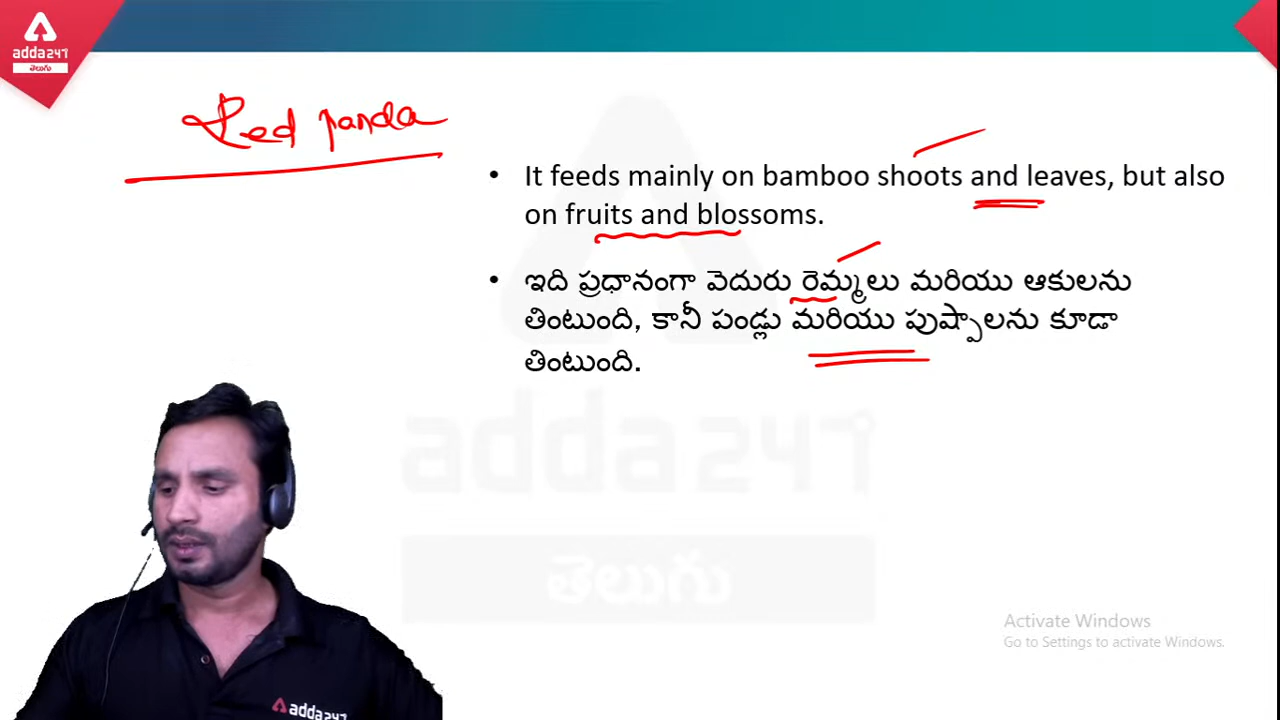 adda247
తెలుగు
Red panda
• It feeds mainly on bamboo shoots and leaves, but also
on fruits and blossoms.
• ఇది ప్రధానంగా వెదురు రెమ్మలు మరియు ఆకులను
తింటుంది, కానీ పండ్లు మరియు పుష్పాలను కూడా
తింటుంది.
adda247
తెలుగు
Activate Windows
Go to Settings to activate Windows.
adda247